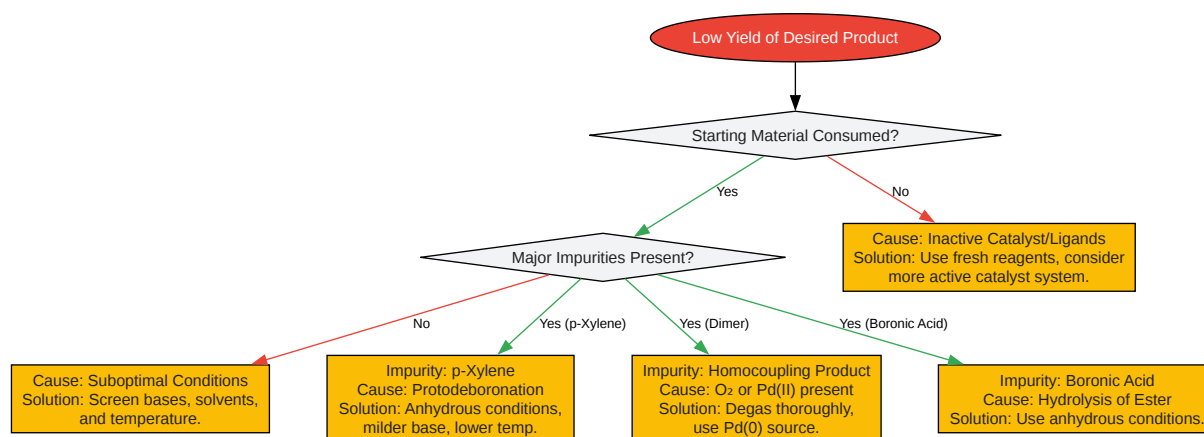 Low Yield of Desired Product
Starting Material Consumed?
Yes
No
Cause: Inactive Catalyst/Ligands
Solution: Use fresh reagents, consider
more active catalyst system.
Major Impurities Present?
No
Yes (p-Xylene)
Yes (Dimer)
Yes (Boronic Acid)
Cause: Suboptimal Conditions
Solution: Screen bases, solvents,
and temperature.
Impurity: p-Xylene
Cause: Protodeboronation
Solution: Anhydrous conditions,
milder base, lower temp.
Impurity: Homocoupling Product
Cause: O₂ or Pd(II) present
Solution: Degas thoroughly,
use Pd(0) source.
Impurity: Boronic Acid
Cause: Hydrolysis of Ester
Solution: Use anhydrous conditions.